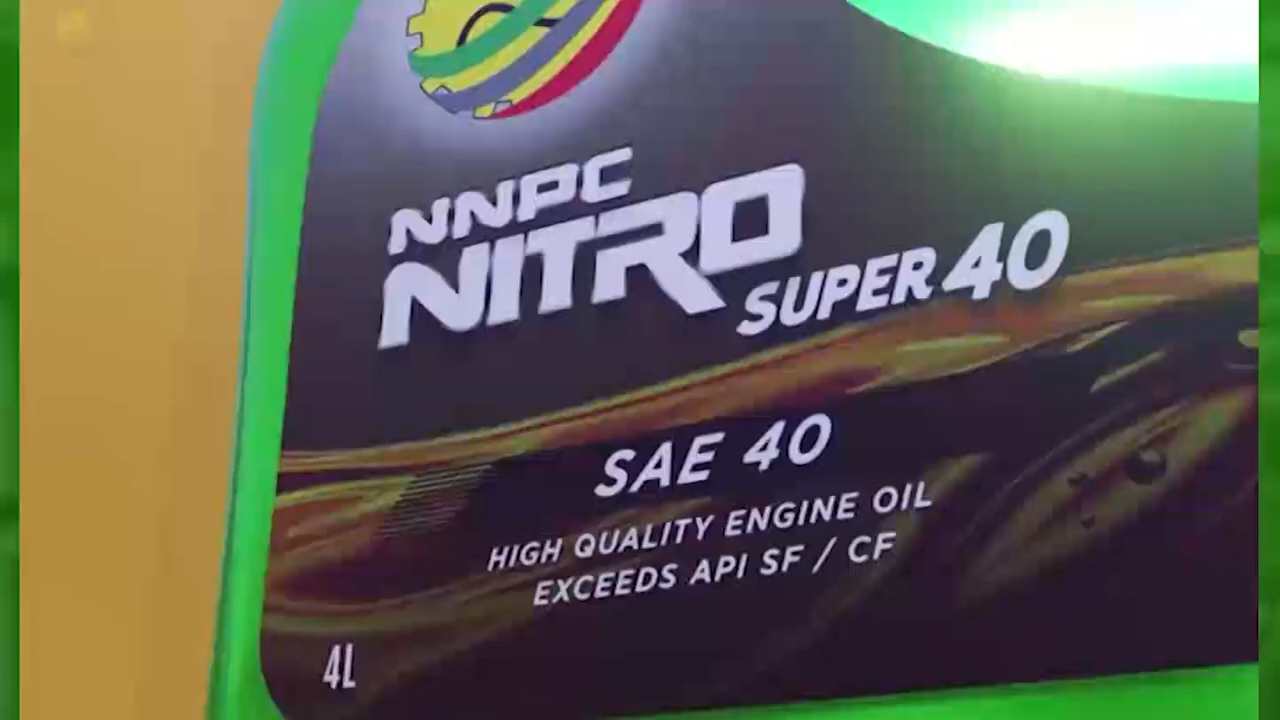 NNPC
NITRO
SUPER 40
SAE 40
HIGH QUALITY ENGINE OIL
EXCEEDS API SF / CF
4L